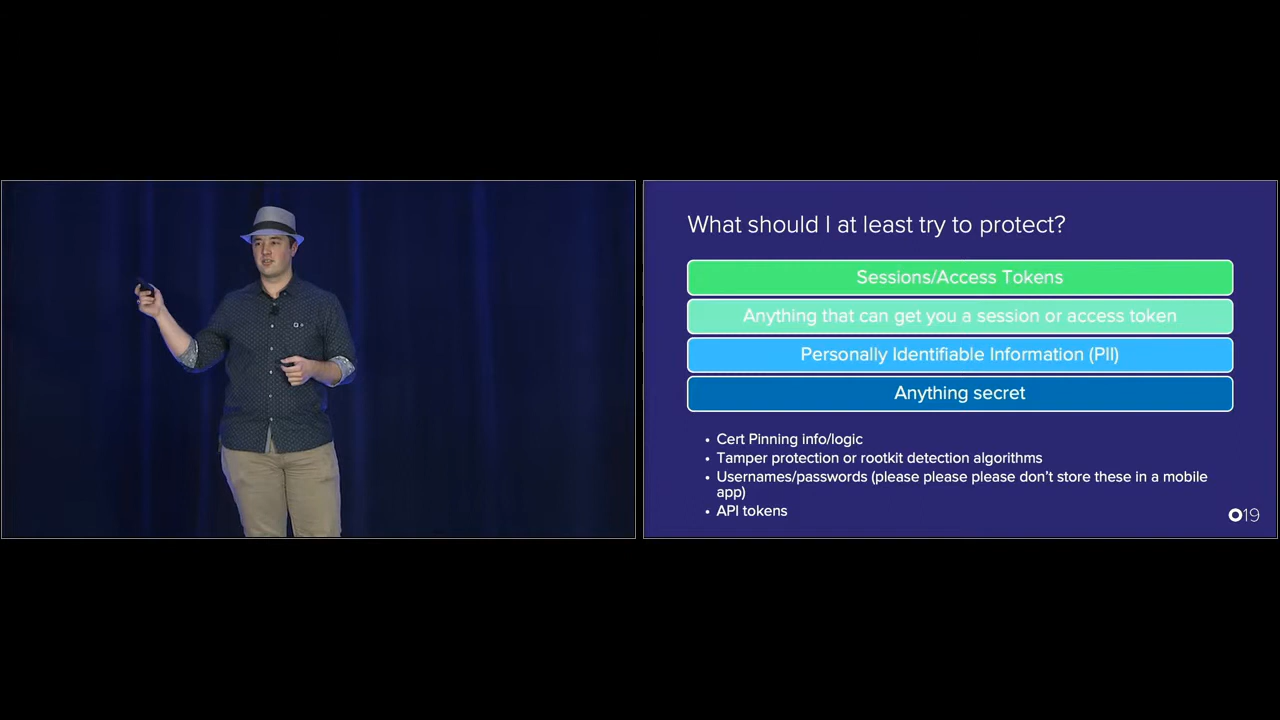 What should I at least try to protect?
Sessions/Access Tokens
Anything that can get you a session or access token
Personally Identifiable Information (PII)
Anything secret
• Cert Pinning info/logic
• Tamper protection or rootkit detection algorithms
• Usernames/passwords (please please please don't store these in a mobile
app)
• API tokens
O19